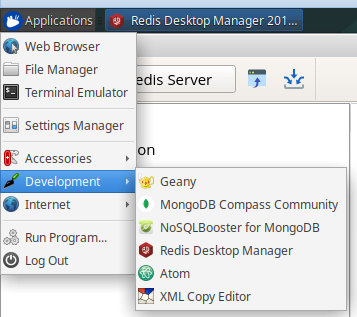 Applications
Redis Desktop Manager 201...
Web Browser
File Manager
Terminal Emulator
edis Server
Settings Manager
Accessories
on
Development
Internet
Run Program...
Log Out
Geany
MongoDB Compass Community
NoSQLBooster for MongoDB
Redis Desktop Manager
Atom
XML Copy Editor